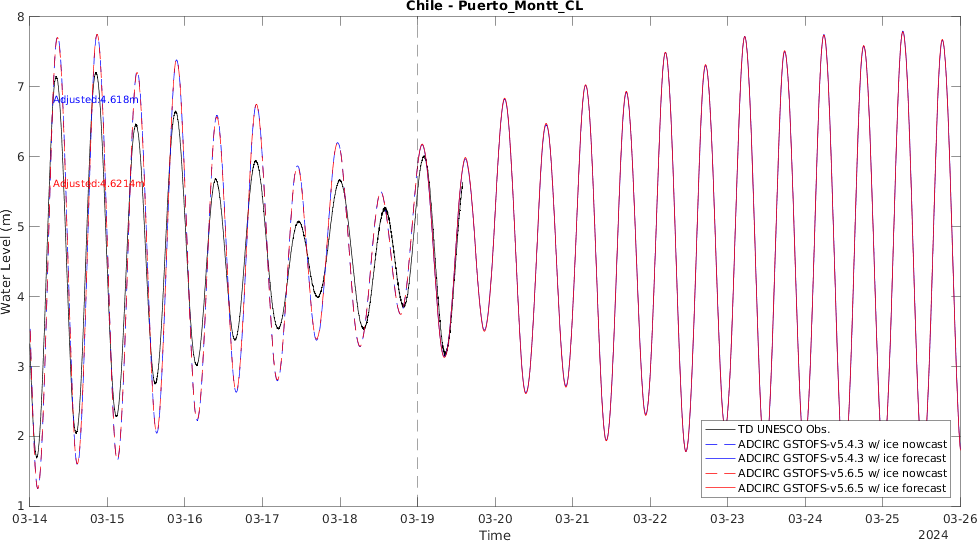 Chile - Puerto_Montt_CL
8
7
6
5
4
3
2
1
Water Level (m)
Adjusted:4.618m
Adjusted:4.6214m
TD UNESCO Obs.
ADCIRC GSTOFS-v5.4.3 w/ ice nowcast
ADCIRC GSTOFS-v5.4.3 w/ ice forecast
ADCIRC GSTOFS-v5.6.5 w/ ice nowcast
ADCIRC GSTOFS-v5.6.5 w/ ice forecast
03-14 03-15 03-16 03-17 03-18 03-19 03-20 03-21 03-22 03-23 03-24 03-25 03-26
Time
2024